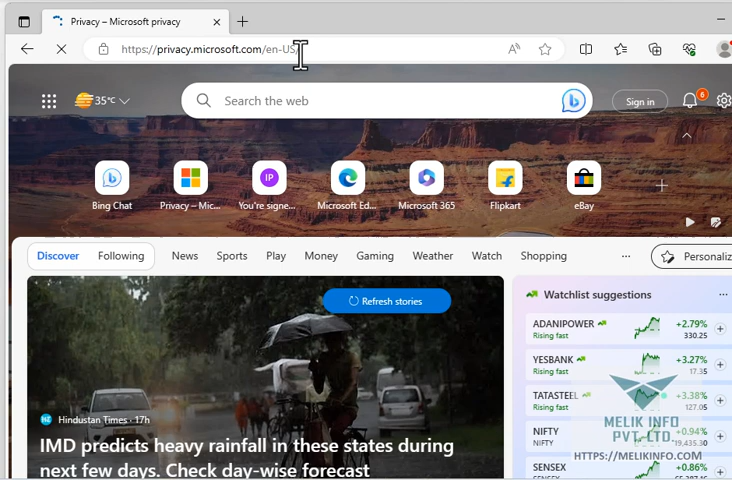 Privacy – Microsoft privacy
https://privacy.microsoft.com/en-US/
35°C
Search the web
Sign in
6
IP
Bing Chat
Privacy – Mic...
You're signe...
Microsoft Ed...
Microsoft 365
Flipkart
eBay
Discover
Following
News
Sports
Play
Money
Gaming
Weather
Watch
Shopping
...
Personaliz
Refresh stories
Hindustan Times · 17h
IMD predicts heavy rainfall in these states during
next few days. Check day-wise forecast
Watchlist suggestions
...
ADANIPOWER
Rising fast
+2.79%
330.25
YESBANK
Rising fast
+3.27%
17.35
TATASTEEL
Rising fast
+3.38%
127.05
NIFTY
NIFTY
+0.94%
19,435.30
SENSEX
+0.86%
MELIK INFO
PVT. LTD.
HTTPS://MELIKINFO.COM